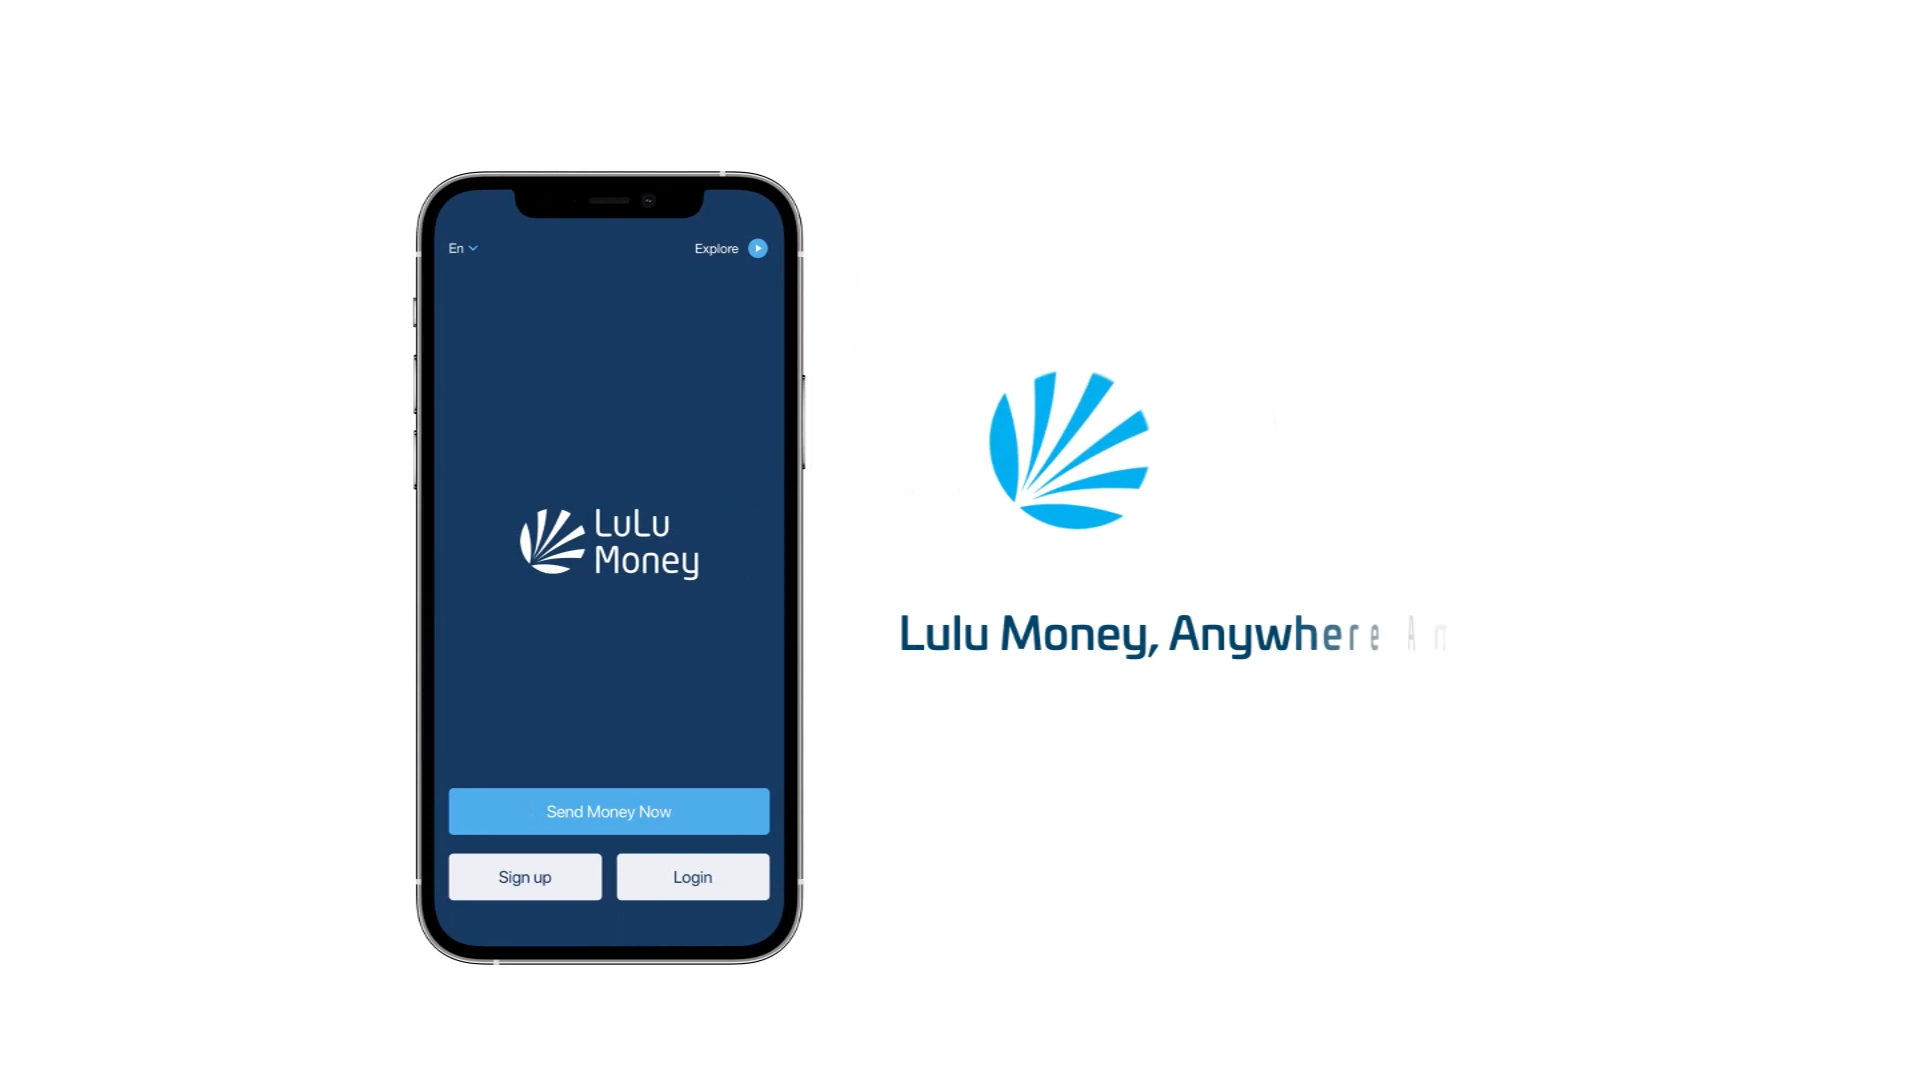 En
Explore
LuLu
Money
Send Money Now
Sign up
Login
Lulu Money, Anywhere